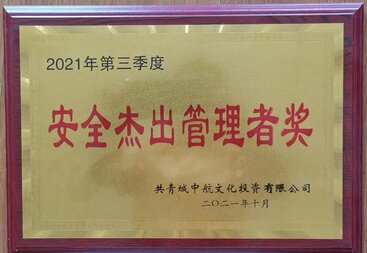 2021年第三季度
安全杰出管理者奖
共青城中航文化投资有限公司
二〇二一年十月